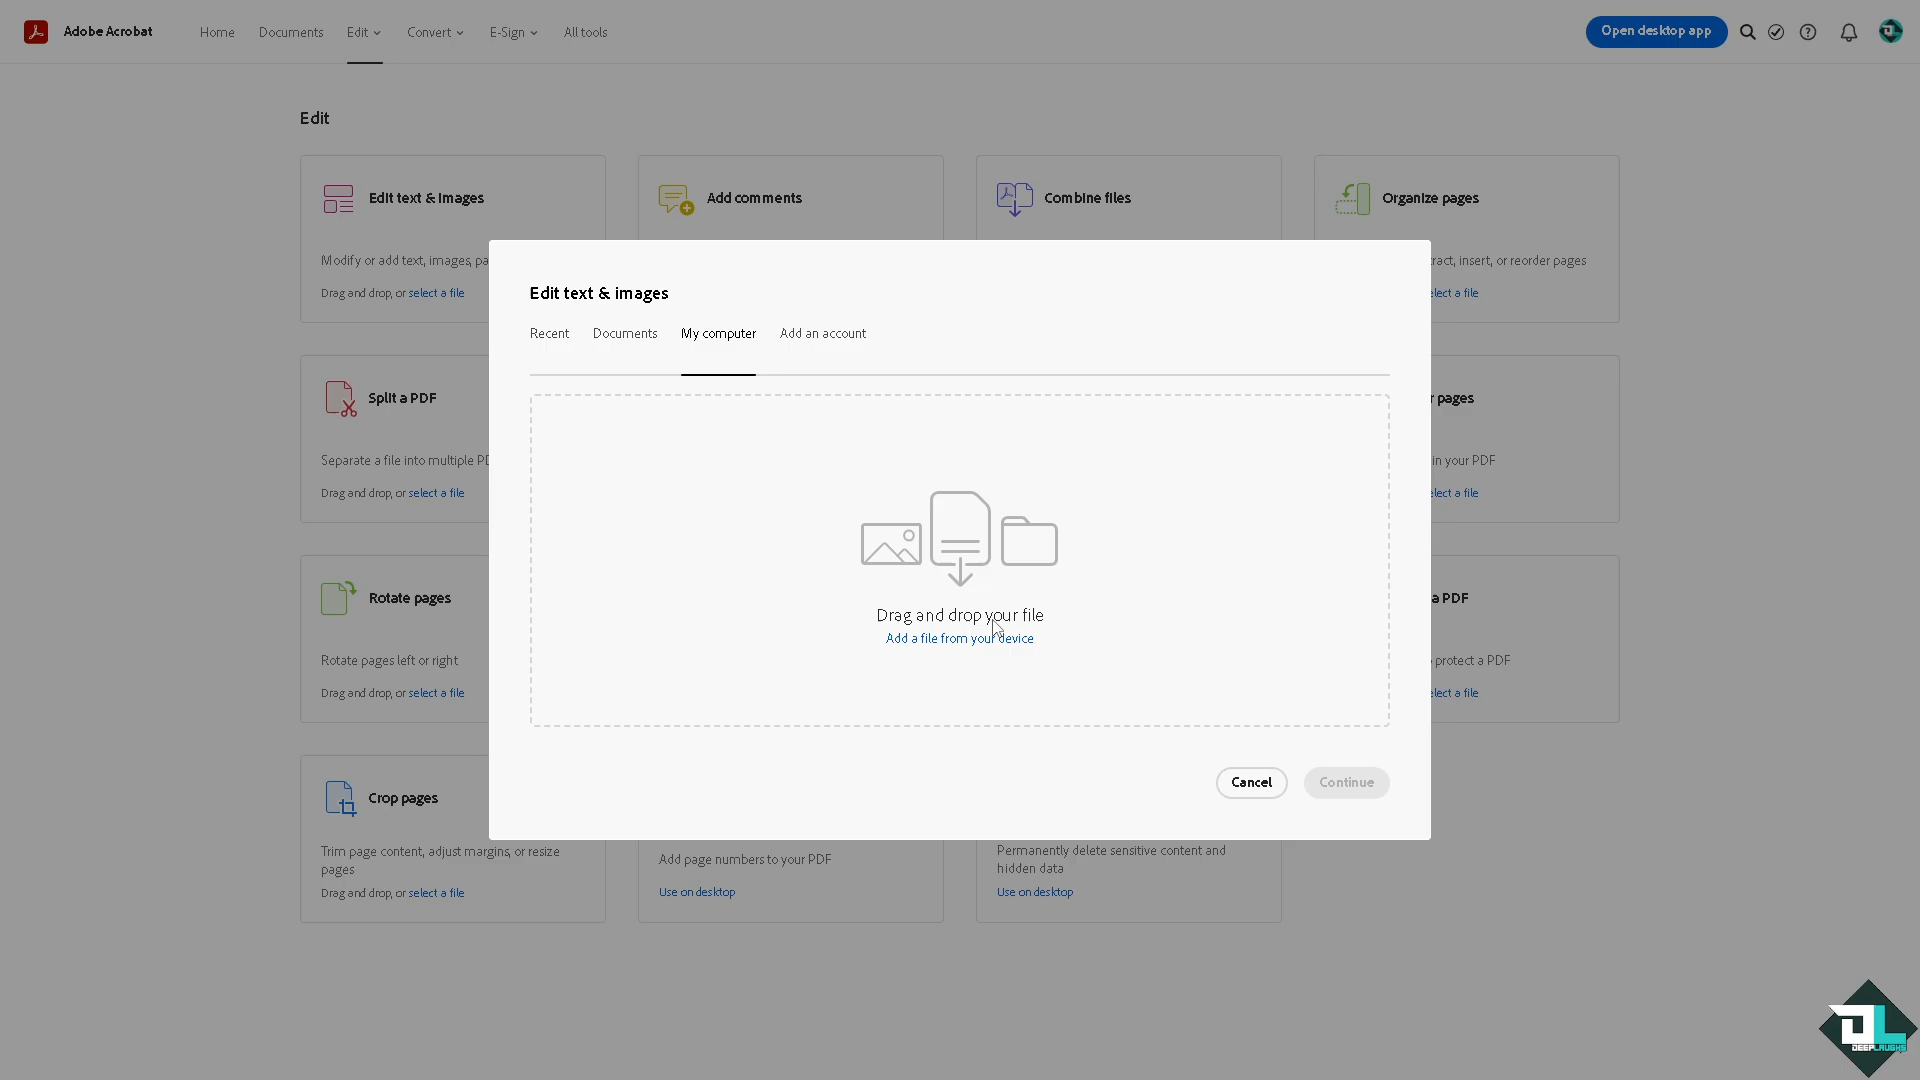 Adobe Acrobat
Home
Documents
Edit
Convert
E-Sign
All tools
Open desktop app
Edit
Edit text & images
Add comments
Combine files
Organize pages
Modify or add text, images, pa
ract, insert, or reorder pages
Drag and drop, or select a file
elect a file
Edit text & images
Recent
Documents
My computer
Add an account
Split a PDF
r pages
Separate a file into multiple PD
in your PDF
Drag and drop, or select a file
elect a file
Drag and drop your file
Add a file from your device
Rotate pages
a PDF
Rotate pages left or right
protect a PDF
Drag and drop, or select a file
elect a file
Cancel
Continue
Crop pages
Trim page content, adjust margins, or resize
pages
Drag and drop, or select a file
Add page numbers to your PDF
Use on desktop
Permanently delete sensitive content and
hidden data
Use on desktop
DL
DEEPLAUGHS